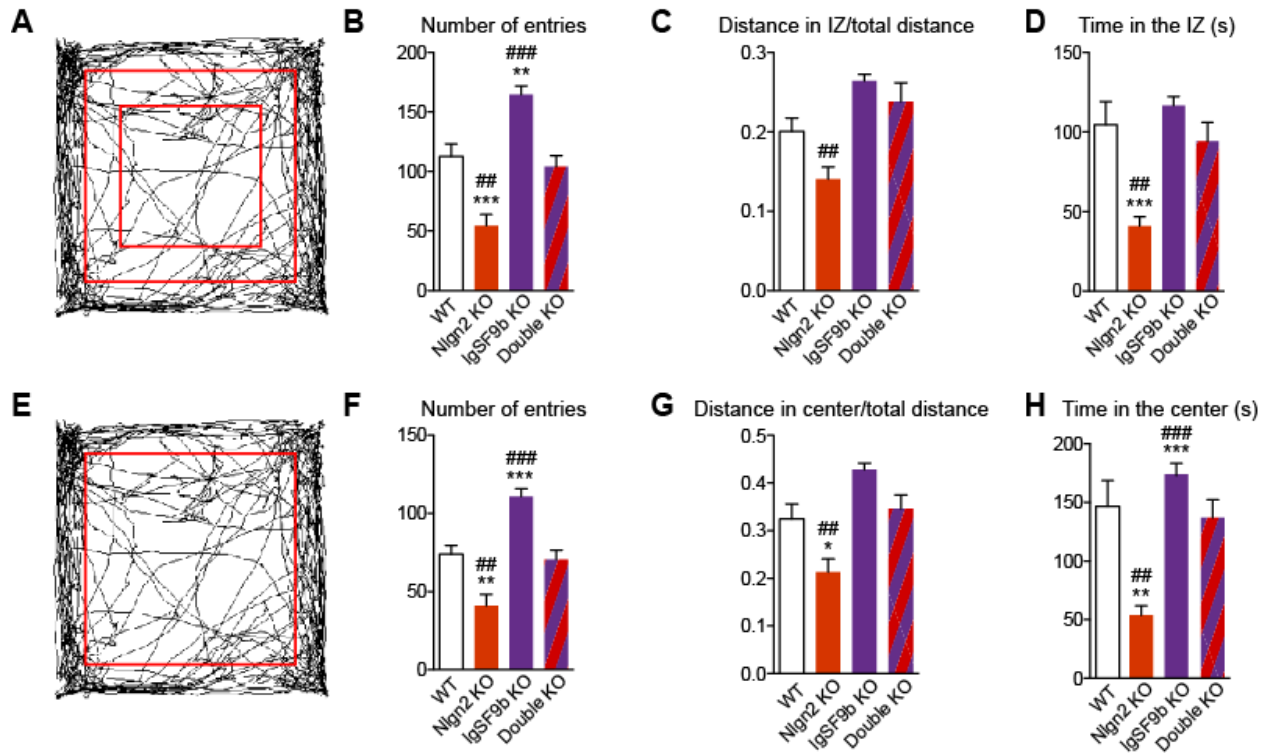 A
B
Number of entries
200
150
100
50
0
##
***
###
**
WT
Nlgn2 KO
IgSF9b KO
Double KO
C
Distance in IZ/total distance
0.3
0.2
0.1
0.0
##
WT
Nlgn2 KO
IgSF9b KO
Double KO
D
Time in the IZ (s)
150
100
50
0
##
***
WT
Nlgn2 KO
IgSF9b KO
Double KO
E
F
Number of entries
150
100
50
0
##
**
###
***
WT
Nlgn2 KO
IgSF9b KO
Double KO
G
Distance in center/total distance
0.5
0.4
0.3
0.2
0.1
0.0
##
*
WT
Nlgn2 KO
IgSF9b KO
Double KO
H
Time in the center (s)
200
150
100
50
0
##
**
###
***
WT
Nlgn2 KO
IgSF9b KO
Double KO